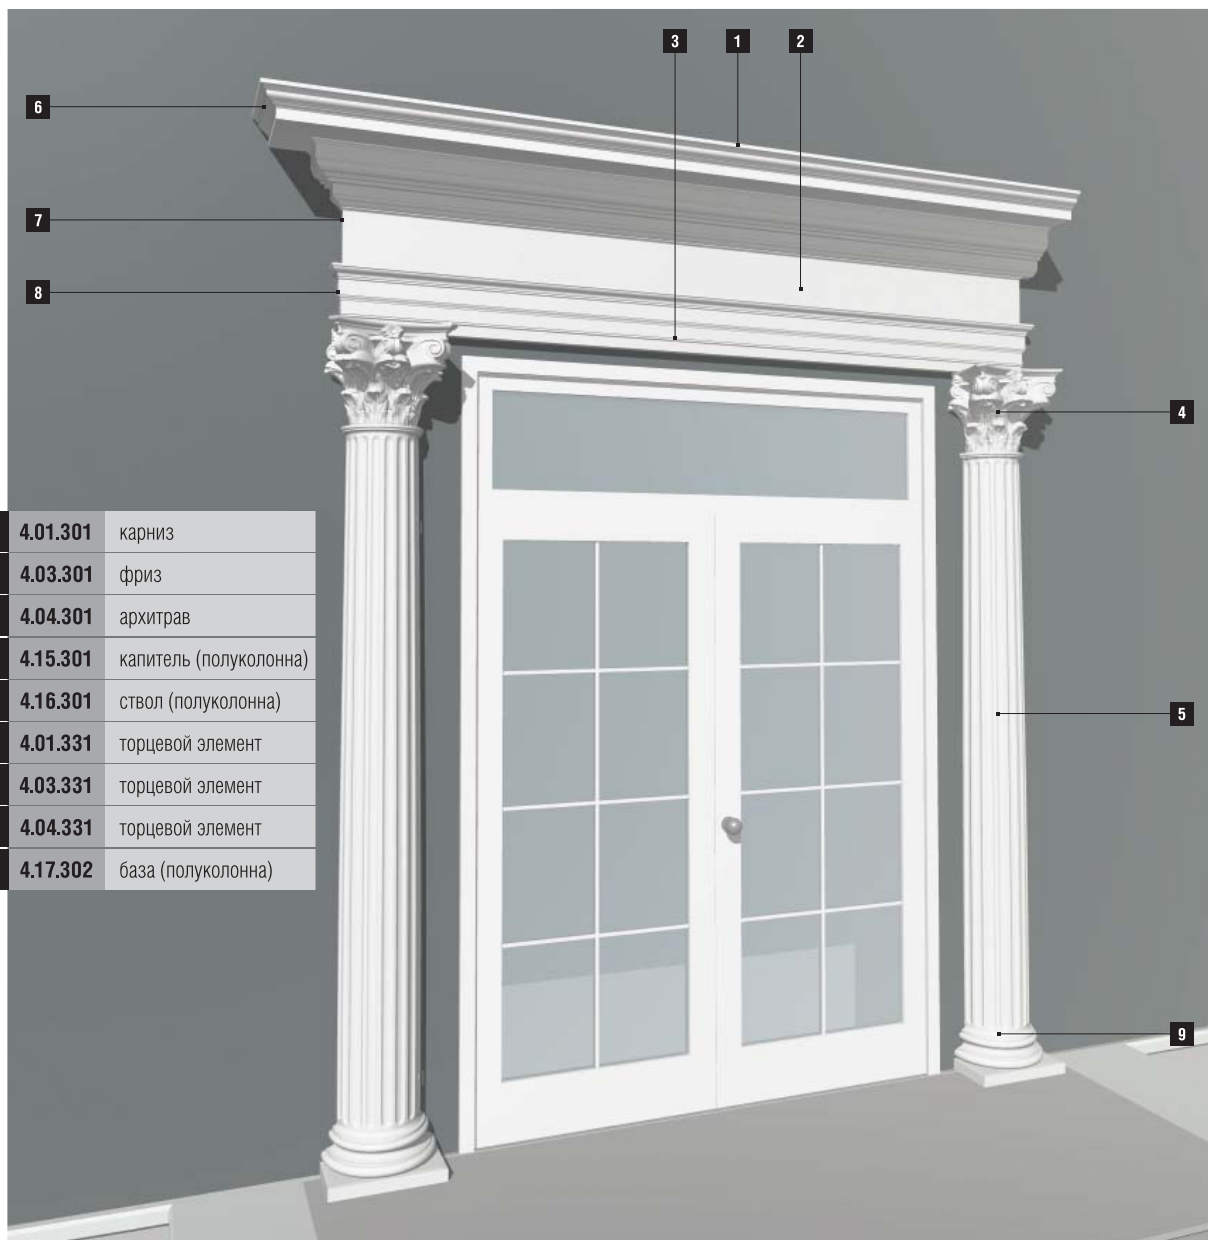 3 1 2
6
7
8
4
4.01.301 карниз
4.03.301 фриз
4.04.301 архитрав
4.15.301 капитель (полуколонна)
4.16.301 ствол (полуколонна)
4.01.331 торцевой элемент
4.03.331 торцевой элемент
4.04.331 торцевой элемент
4.17.302 база (полуколонна)
5
9